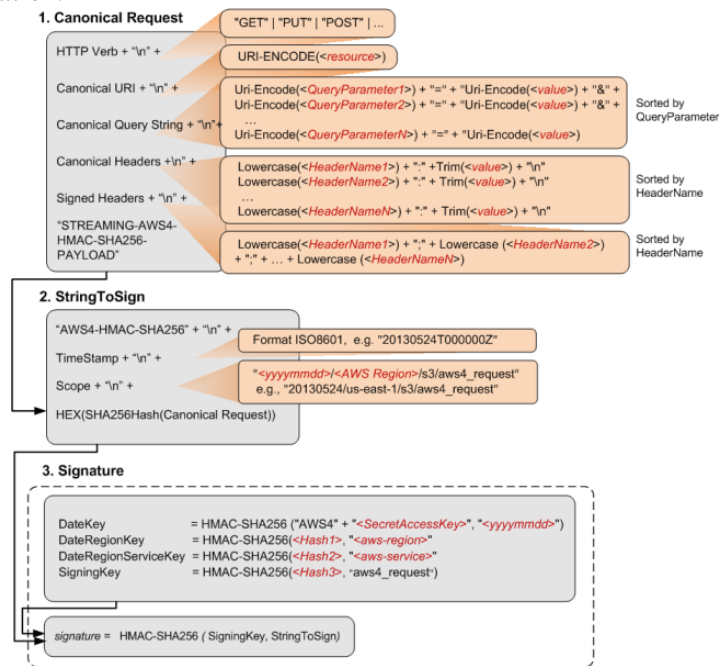 1. Canonical Request
HTTP Verb + "\n" +
"GET" | "PUT" | "POST" | ...
Canonical URI + "\n" +
URI-ENCODE(<resource>)
Canonical Query String + "\n"+
Uri-Encode(<QueryParameter1>) + "=" + "Uri-Encode(<value>) + "&" +
Uri-Encode(<QueryParameter2>) + "=" + "Uri-Encode(<value>) + "&" +
...
Uri-Encode(<QueryParameterN>) + "=" + "Uri-Encode(<value>)
Sorted by
QueryParameter
Canonical Headers +\n" +
Lowercase(<HeaderName1>) + ":" +Trim(<value>) + "\n"
Lowercase(<HeaderName2>) + ":" + Trim(<value>) + "\n"
...
Lowercase(<HeaderNameN>) + ":" + Trim(<value>) + "\n"
Sorted by
HeaderName
Signed Headers + "\n" +
Lowercase(<HeaderName1>) + ";" + Lowercase (<HeaderName2>)
+ ";" + ... + Lowercase (<HeaderNameN>)
Sorted by
HeaderName
"STREAMING-AWS4-
HMAC-SHA256-
PAYLOAD"
2. StringToSign
"AWS4-HMAC-SHA256" + "\n" +
TimeStamp + "\n" +
Format ISO8601, e.g. "20130524T000000Z"
Scope + "\n" +
"<yyyymmdd>/<AWS Region>/s3/aws4_request"
e.g., "20130524/us-east-1/s3/aws4_request"
HEX(SHA256Hash(Canonical Request))
3. Signature
DateKey = HMAC-SHA256 ("AWS4" + "<SecretAccessKey>", "<yyyymmdd>")
DateRegionKey = HMAC-SHA256(<Hash1>, "<aws-region>"
DateRegionServiceKey = HMAC-SHA256(<Hash2>, "<aws-service>"
SigningKey = HMAC-SHA256(<Hash3>, "aws4_request")
signature = HMAC-SHA256 ( SigningKey, StringToSign)